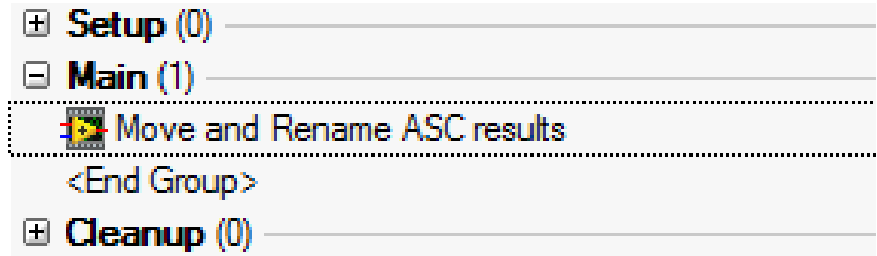 Setup (0)
Main (1)
Move and Rename ASC results
<End Group>
Cleanup (0)